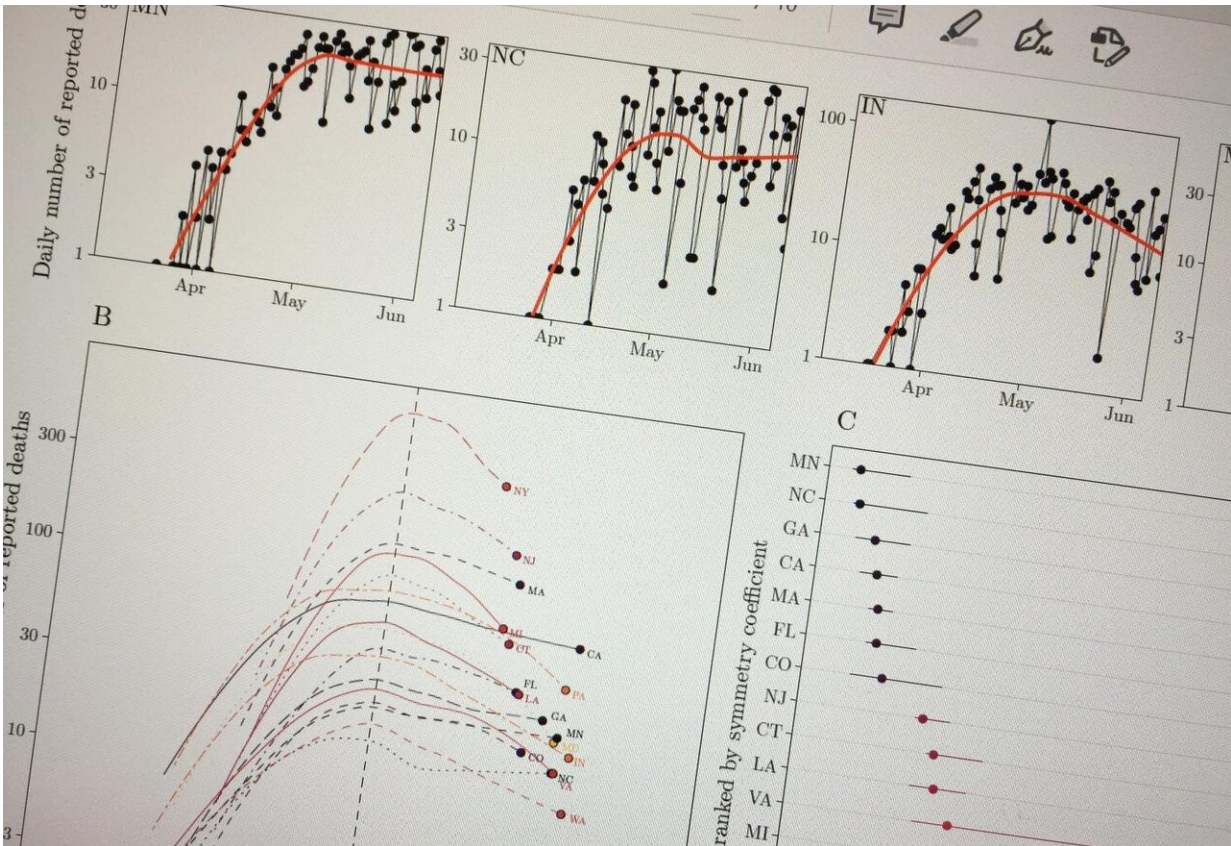 MN
10
3
1
Apr
May
Jun
Daily number of reported
NC
30
10
3
1
Apr
May
Jun
IN
100
10
1
Apr
May
Jun
30
10
3
1
B
300
100
30
10
3
reported deaths
NY
NJ
MA
MI
CT
CA
PA
FL
LA
GA
MN
MO
IN
CO
NC
VA
WA
C
ranked by symmetry coefficient
MN
NC
GA
CA
MA
FL
CO
NJ
CT
LA
VA
MI